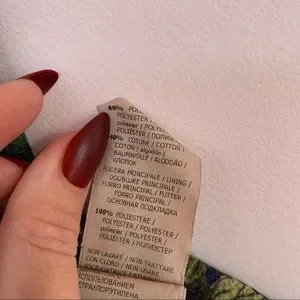 60%
POLYESTER / POLYESTER /
poliester / POLYESTER /
POLIÉSTER /
40% COTONE / COTTON /
COTON / algodón /
BAUMWOLLE / ALGODÃO /
ХЛОПОК
FODERA PRINCIPALE / LINING /
DOUBLURE PRINCIPALE /
FORRO PRINCIPAL / FUTTER /
FORRO PRINCIPAL /
ОСНОВНАЯ ПОДКЛАДКА
100% POLIESTERE /
POLYESTER / POLYESTER /
poliester / POLYESTER /
POLIÉSTER / ПОЛИЭСТЕР
NON LAVARE / NON TRATTARE
CON CLORO / NON USARE